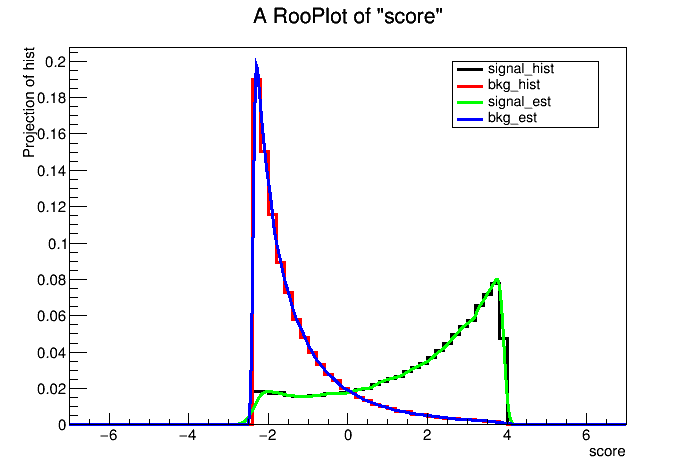 A RooPlot of "score"
Projection of hist
signal_hist
bkg_hist
signal_est
bkg_est
0.2
0.18
0.16
0.14
0.12
0.1
0.08
0.06
0.04
0.02
0
−6 −4 −2 0 2 4 6
score